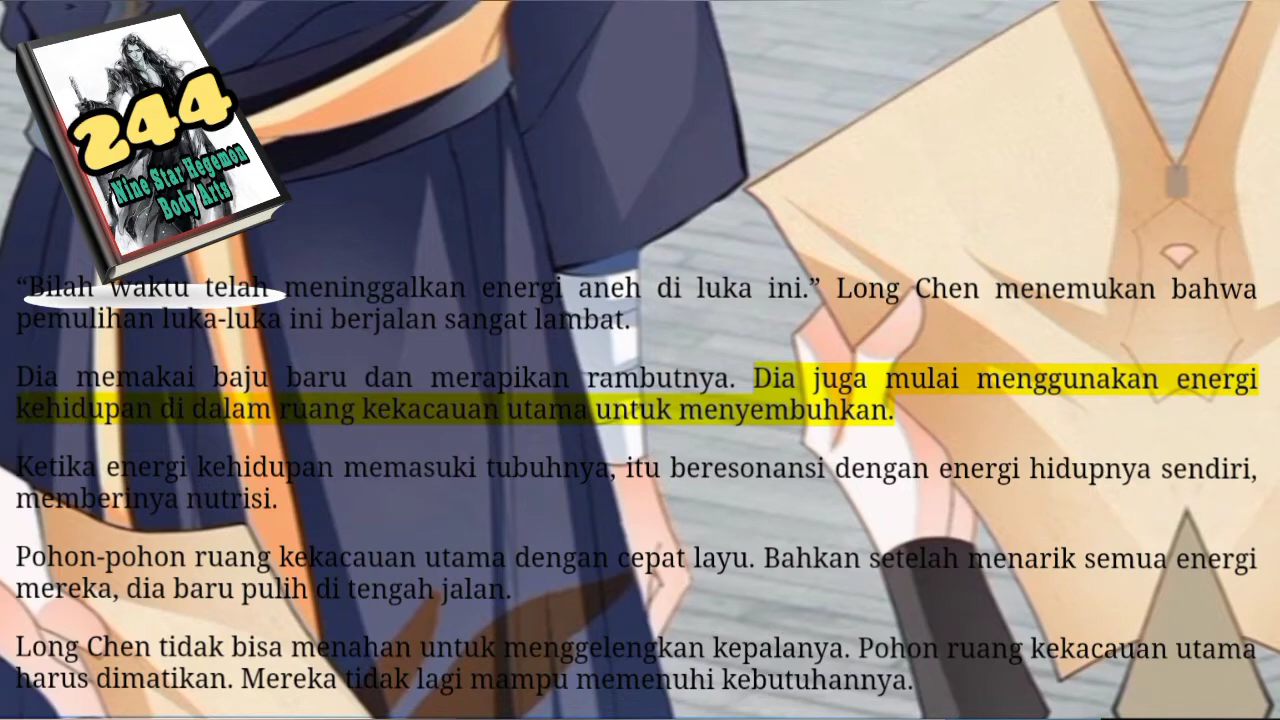 244
Nine Star Hegemon
Body Arts
“Bilah waktu telah meninggalkan energi aneh di luka ini.” Long Chen menemukan bahwa
pemulihan luka-luka ini berjalan sangat lambat.
Dia memakai baju baru dan merapikan rambutnya. Dia juga mulai menggunakan energi
kehidupan di dalam ruang kekacauan utama untuk menyembuhkan.
Ketika energi kehidupan memasuki tubuhnya, itu beresonansi dengan energi hidupnya sendiri,
memberinya nutrisi.
Pohon-pohon ruang kekacauan utama dengan cepat layu. Bahkan setelah menarik semua energi
mereka, dia baru pulih di tengah jalan.
Long Chen tidak bisa menahan untuk menggelengkan kepalanya. Pohon ruang kekacauan utama
harus dimatikan. Mereka tidak lagi mampu memenuhi kebutuhannya.